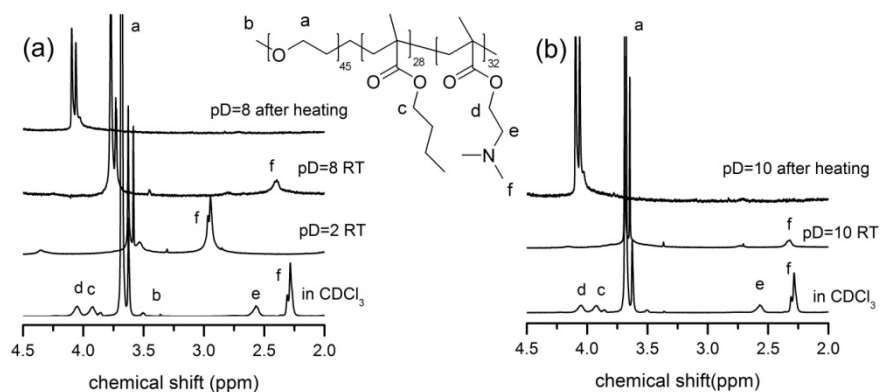 (a)
b
a
a
O
45
28
32
O
O
O
O
c
d
e
N
f
pD=8 after heating
pD=8 RT
f
pD=2 RT
f
d c b e f in CDCl3
4.5 4.0 3.5 3.0 2.5 2.0
chemical shift (ppm)
(b)
a
pD=10 after heating
pD=10 RT
f
d c e f in CDCl3
4.5 4.0 3.5 3.0 2.5 2.0
chemical shift(ppm)